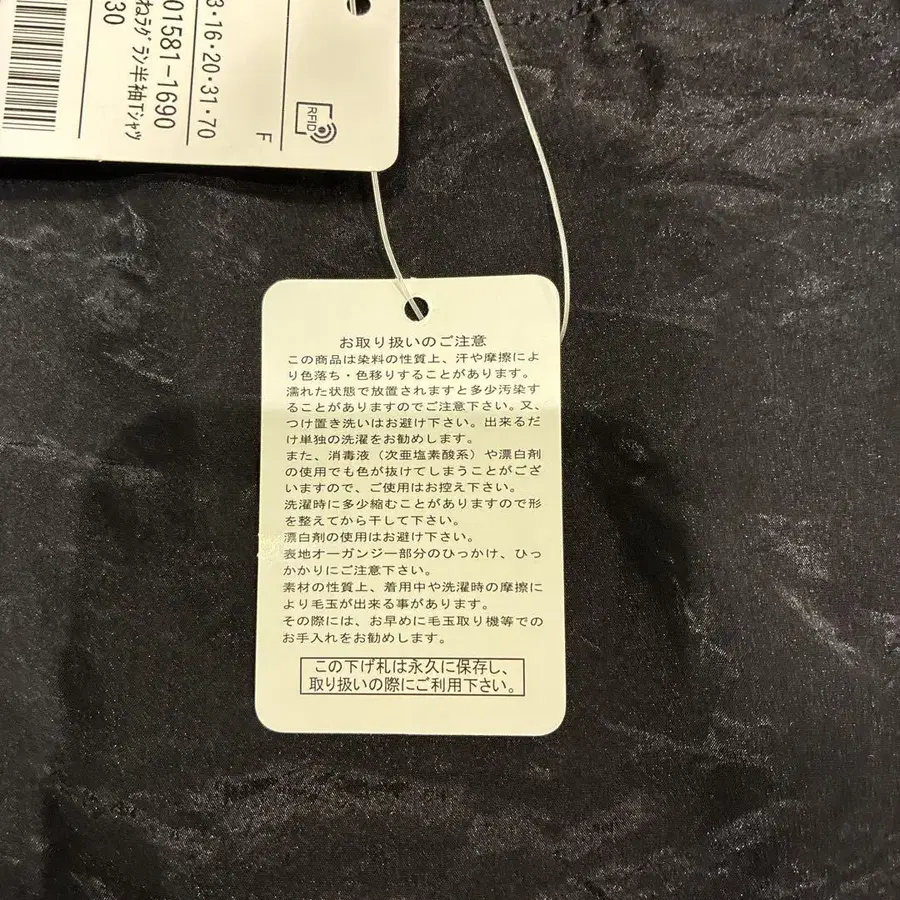 3・16・20・31・70
01581-1690
ねラグラン半袖Tシャツ
30
F
RFID
お取り扱いのご注意
この商品は染料の性質上、汗や摩擦によ
り色落ち・色移りすることがあります。
濡れた状態で放置されますと多少汚染す
ることがありますのでご注意下さい。又、
つけ置き洗いはお避け下さい。出来るだ
け単独の洗濯をお勧めします。
また、消毒液（次亜塩素酸系）や漂白剤
の使用でも色が抜けてしまうことがござ
いますので、ご使用はお控え下さい。
洗濯時に多少縮むことがありますので形
を整えてから干して下さい。
漂白剤の使用はお避け下さい。
表地オーガンジー部分のひっかけ、ひっ
かかりにご注意下さい。
素材の性質上、着用中や洗濯時の摩擦に
より毛玉が出来る事があります。
その際には、お早めに毛玉取り機等での
お手入れをお勧めします。
この下げ札は永久に保存し、
取り扱いの際にご利用下さい。